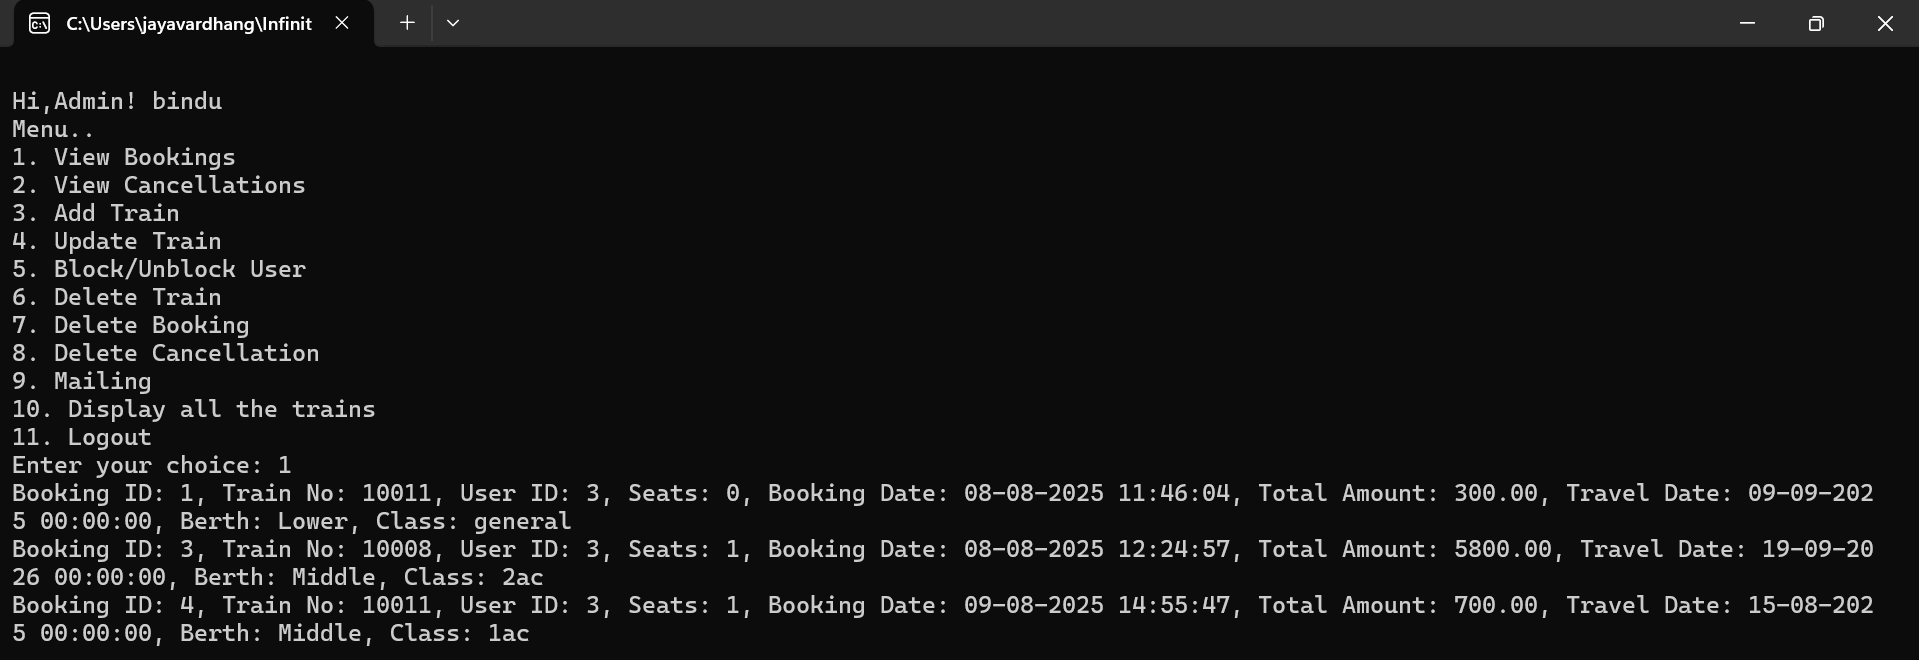 C:\Users\jayavardhang\Infinit
Hi,Admin! bindu
Menu..
1. View Bookings
2. View Cancellations
3. Add Train
4. Update Train
5. Block/Unblock User
6. Delete Train
7. Delete Booking
8. Delete Cancellation
9. Mailing
10. Display all the trains
11. Logout
Enter your choice: 1
Booking ID: 1, Train No: 10011, User ID: 3, Seats: 0, Booking Date: 08-08-2025 11:46:04, Total Amount: 300.00, Travel Date: 09-09-202
5 00:00:00, Berth: Lower, Class: general
Booking ID: 3, Train No: 10008, User ID: 3, Seats: 1, Booking Date: 08-08-2025 12:24:57, Total Amount: 5800.00, Travel Date: 19-09-20
26 00:00:00, Berth: Middle, Class: 2ac
Booking ID: 4, Train No: 10011, User ID: 3, Seats: 1, Booking Date: 09-08-2025 14:55:47, Total Amount: 700.00, Travel Date: 15-08-202
5 00:00:00, Berth: Middle, Class: 1ac